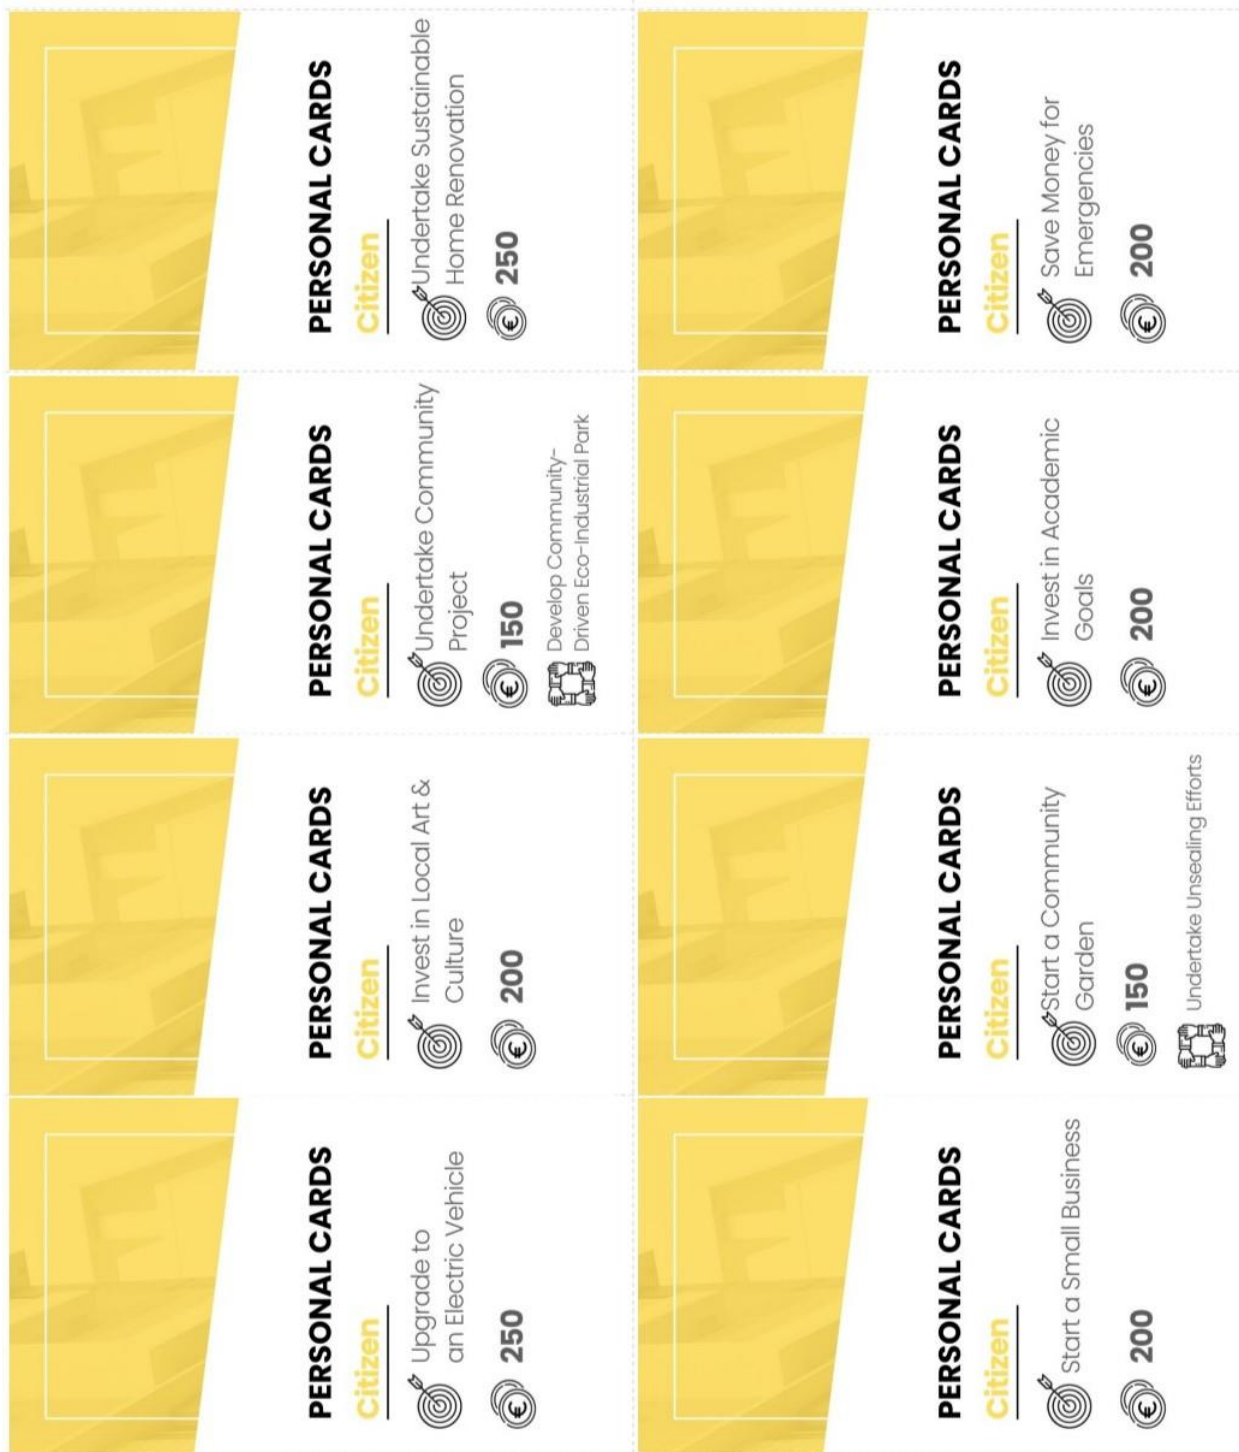 PERSONAL CARDS
Citizen
Upgrade to
an Electric Vehicle
€ 250
PERSONAL CARDS
Citizen
Invest in Local Art &
Culture
€ 200
PERSONAL CARDS
Citizen
Undertake Community
Project
€ 150
Develop Community-
Driven Eco-Industrial Park
PERSONAL CARDS
Citizen
Undertake Sustainable
Home Renovation
€ 250
PERSONAL CARDS
Citizen
Start a Small Business
€ 200
PERSONAL CARDS
Citizen
Start a Community
Garden
€ 150
Undertake Unsealing Efforts
PERSONAL CARDS
Citizen
Invest in Academic
Goals
€ 200
PERSONAL CARDS
Citizen
Save Money for
Emergencies
€ 200